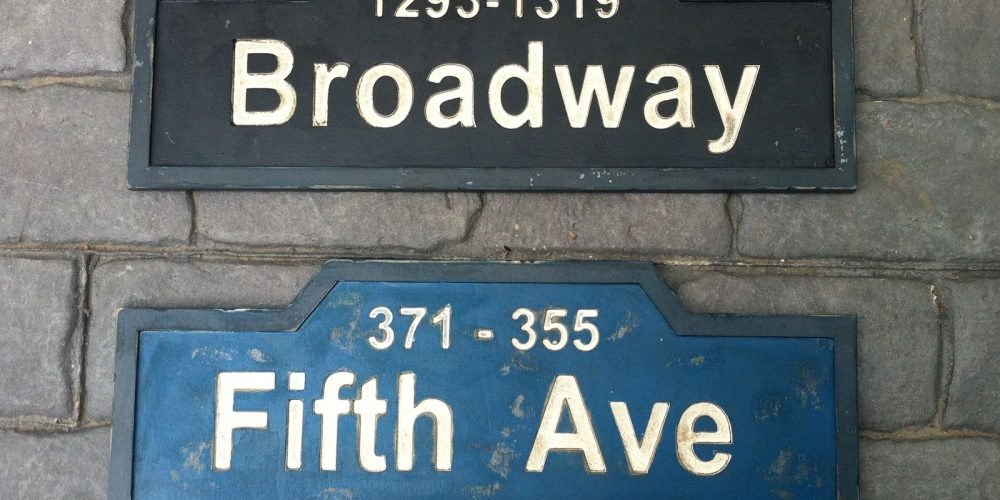 1293-1319
Broadway
371 - 355
Fifth Ave